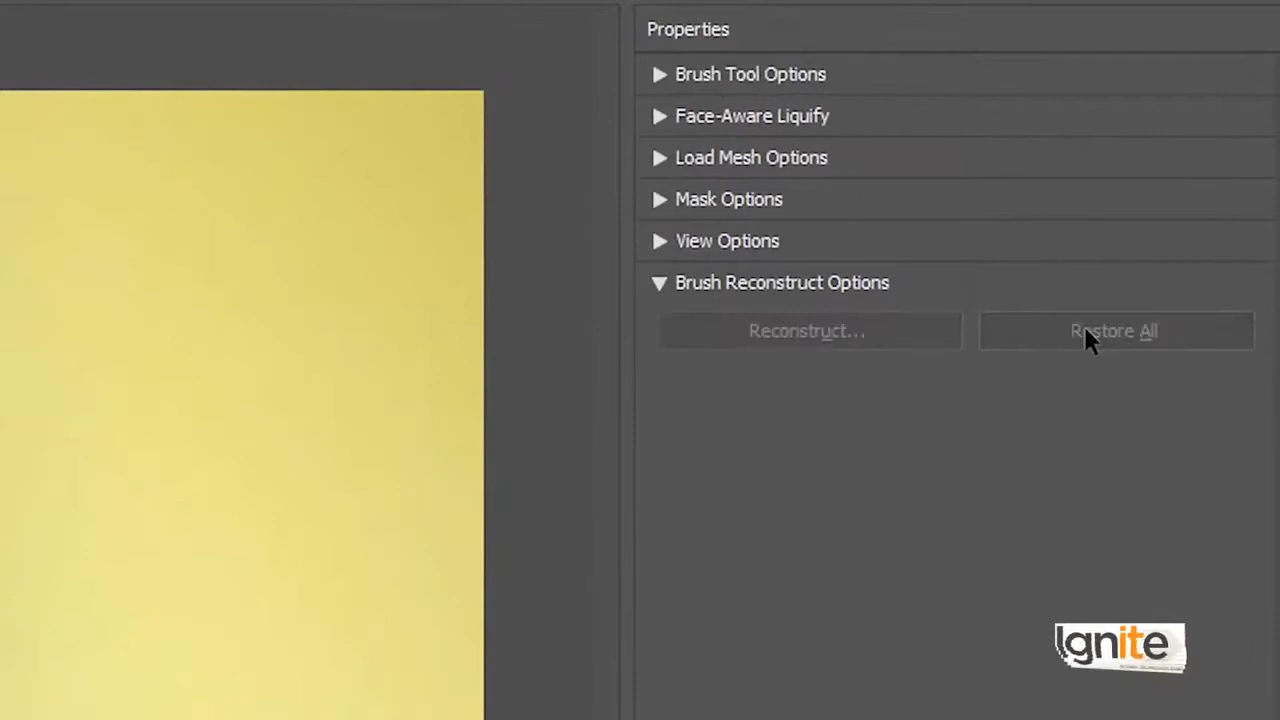 Properties
Brush Tool Options
Face-Aware Liquify
Load Mesh Options
Mask Options
View Options
Brush Reconstruct Options
Reconstruct...
Restore All
Ignite